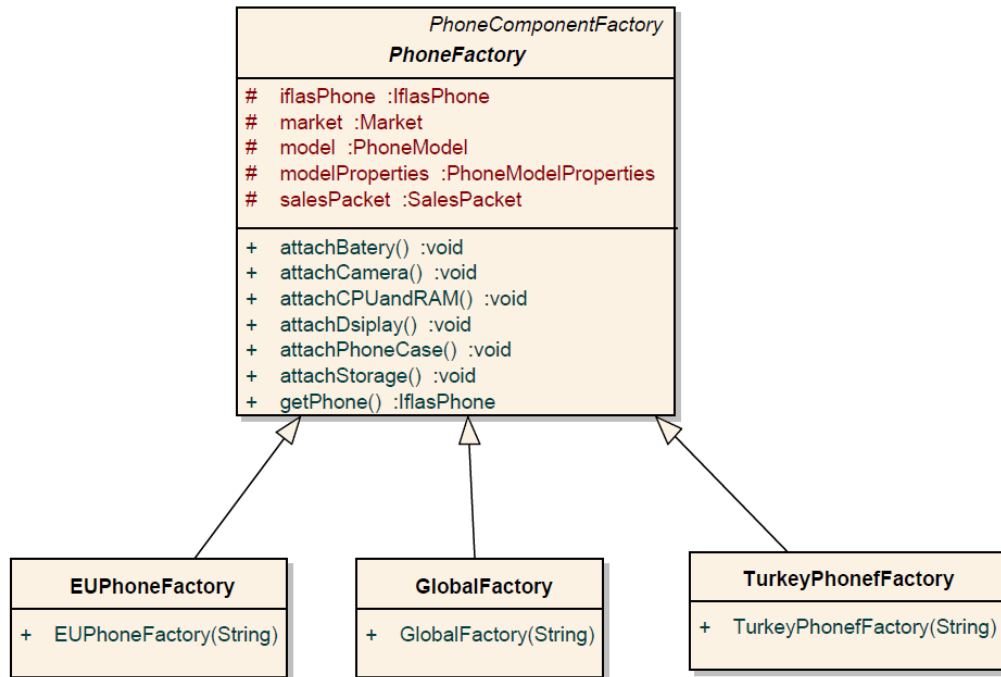 PhoneComponentFactory
PhoneFactory
# iflasPhone :IflasPhone
# market :Market
# model :PhoneModel
# modelProperties :PhoneModelProperties
# salesPacket :SalesPacket
+ attachBatery() :void
+ attachCamera() :void
+ attachCPUandRAM() :void
+ attachDsiplay() :void
+ attachPhoneCase() :void
+ attachStorage() :void
+ getPhone() :IflasPhone
EUPhoneFactory
+ EUPhoneFactory(String)
GlobalFactory
+ GlobalFactory(String)
TurkeyPhonefFactory
+ TurkeyPhonefFactory(String)